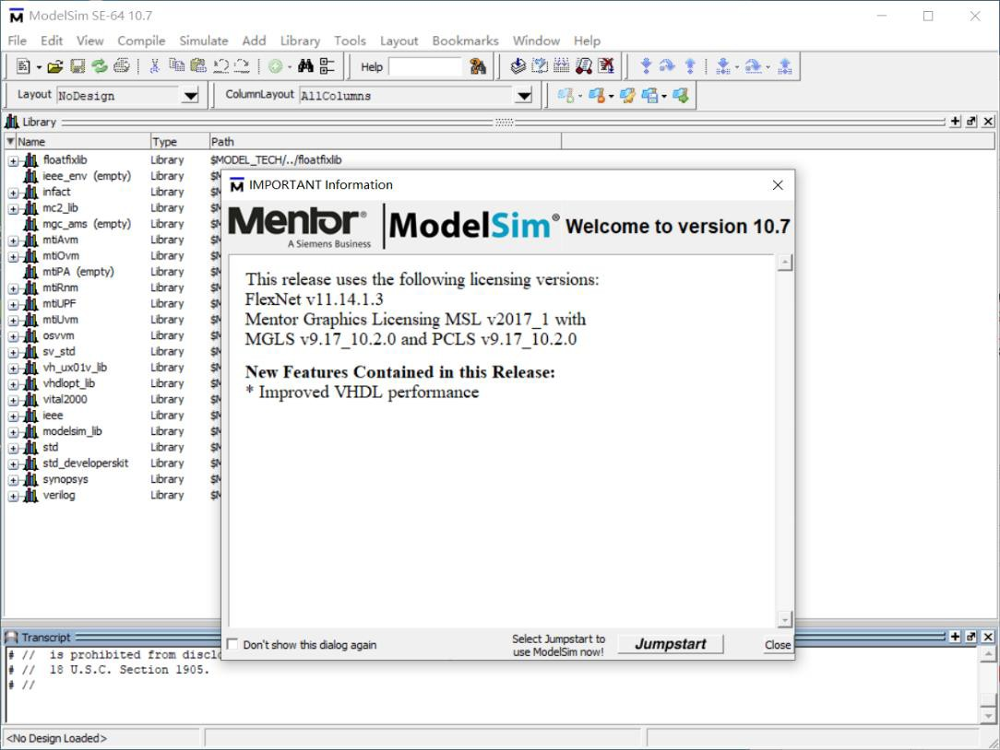 ModelSim SE-64 10.7
File Edit View Compile Simulate Add Library Tools Layout Bookmarks Window Help
Help
Layout NoDesign ColumnLayout AllColumns
Library
Name Type Path
floatfixlib Library $MODEL_TECH/../floatfixlib
ieee_env (empty) Library
infact Library
mc2_lib Library
mgc_ams (empty) Library
mtiAvm Library
mtiOvm Library
mtiPA (empty) Library
mtiRnm Library
mtiUPF Library
mtiUvm Library
osvvm Library
sv_std Library
vh_ux01v_lib Library
vhdlopt_lib Library
vital2000 Library
ieee Library
modelsim_lib Library
std Library
std_developerskit Library
synopsys Library
verilog Library
IMPORTANT Information
Mentor® ModelSim® Welcome to version 10.7
A Siemens Business
This release uses the following licensing versions:
FlexNet v11.14.1.3
Mentor Graphics Licensing MSL v2017_1 with
MGLS v9.17_10.2.0 and PCLS v9.17_10.2.0
New Features Contained in this Release:
* Improved VHDL performance
Don't show this dialog again
Select Jumpstart to
use ModelSim now!
Jumpstart
Close
Transcript
# // is prohibited from
# // 18 U.S.C. Section 1905.
# //
<No Design Loaded>